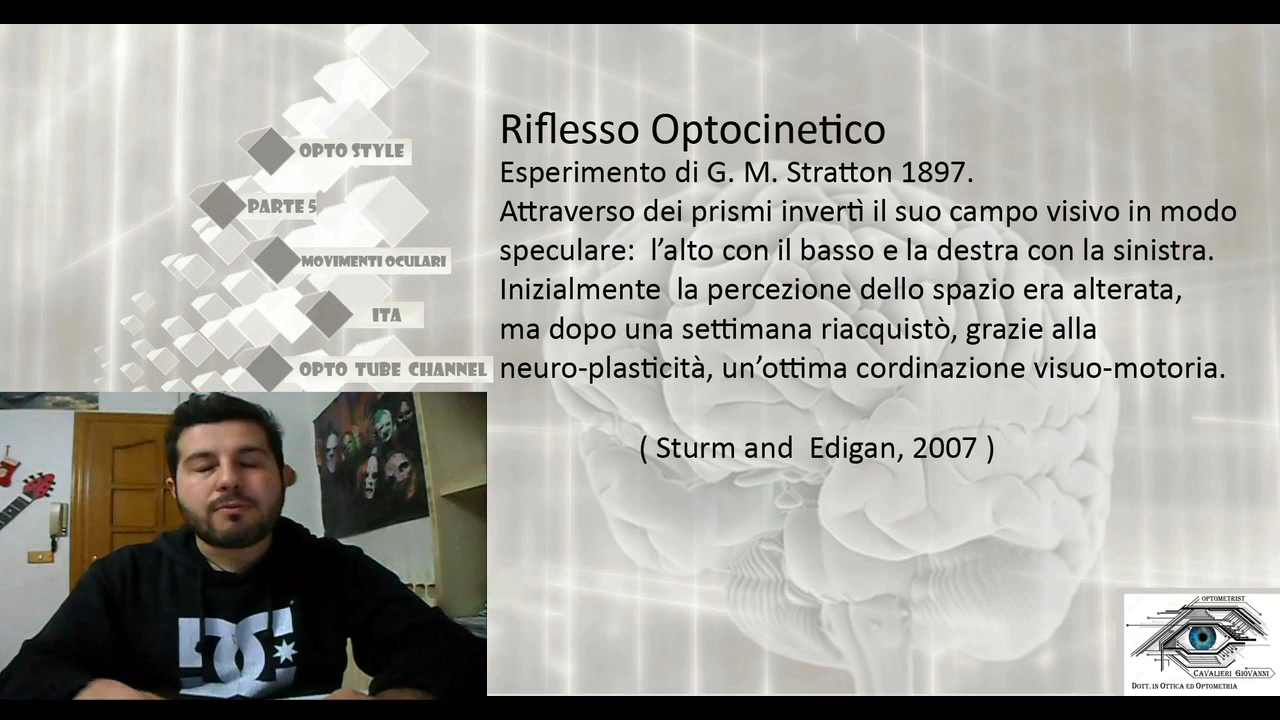 OPTO STYLE
PARTE 5
MOVIMENTI OCULARI
ITA
OPTO TUBE CHANNEL
Riflesso Optocinetico
Esperimento di G. M. Stratton 1897.
Attraverso dei prismi invertì il suo campo visivo in modo
speculare:  l’alto con il basso e la destra con la sinistra.
Inizialmente  la percezione dello spazio era alterata,
ma dopo una settimana riacquistò, grazie alla
neuro-plasticità, un’ottima cordinazione visuo-motoria.
( Sturm and  Edigan, 2007 )
DC
OPTOMETRIST
CAVALIERI GIOVANNI
DOTT. IN OTTICA ED OPTOMETRIA